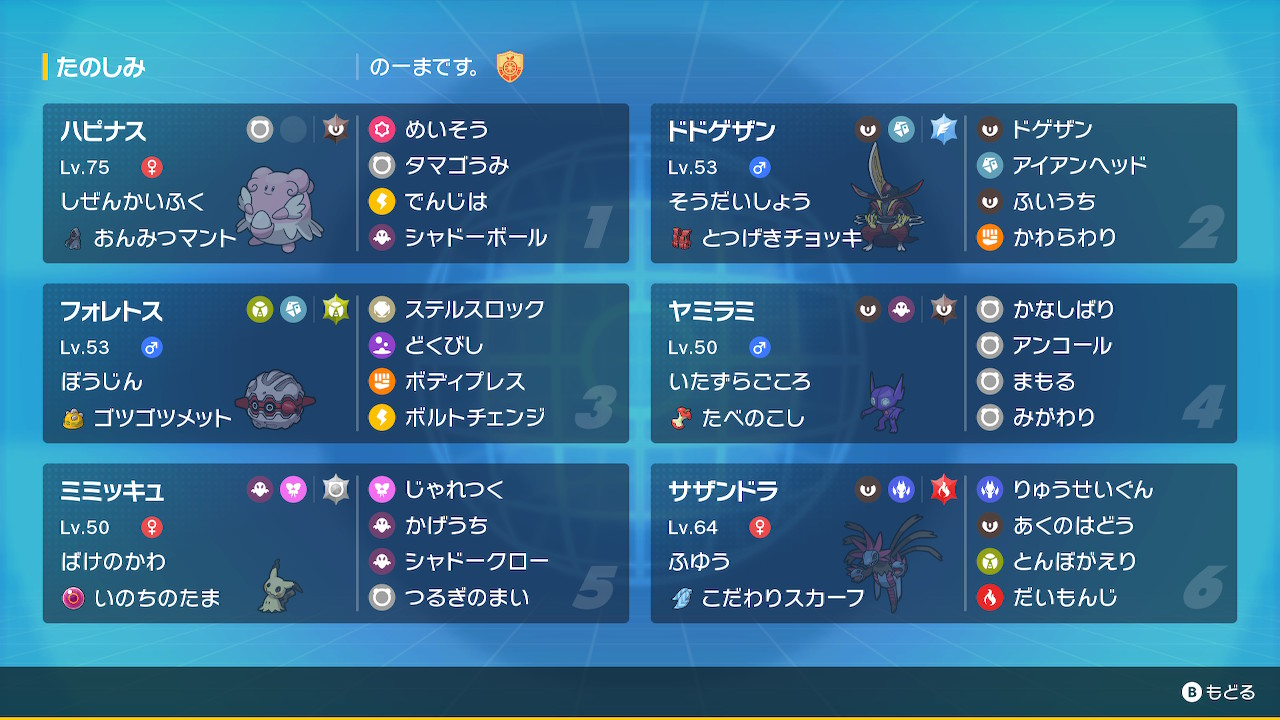 たのしみ
のーまです。
ハピナス
Lv.75
しぜんかいふく
おんみつマント
めいそう
タマゴうみ
でんじは
シャドーボール
1
ドドゲザン
Lv.53
そうだいしょう
とつげきチョッキ
ドゲザン
アイアンヘッド
ふいうち
かわらわり
2
フォレトス
Lv.53
ぼうじん
ゴツゴツメット
ステルスロック
どくびし
ボディプレス
ボルトチェンジ
3
ヤミラミ
Lv.50
いたずらごころ
たべのこし
かなしばり
アンコール
まもる
みがわり
4
ミミッキュ
Lv.50
ばけのかわ
いのちのたま
じゃれつく
かげうち
シャドークロー
つるぎのまい
5
サザンドラ
Lv.64
ふゆう
こだわりスカーフ
りゅうせいぐん
あくのはどう
とんぼがえり
だいもんじ
6
B もどる